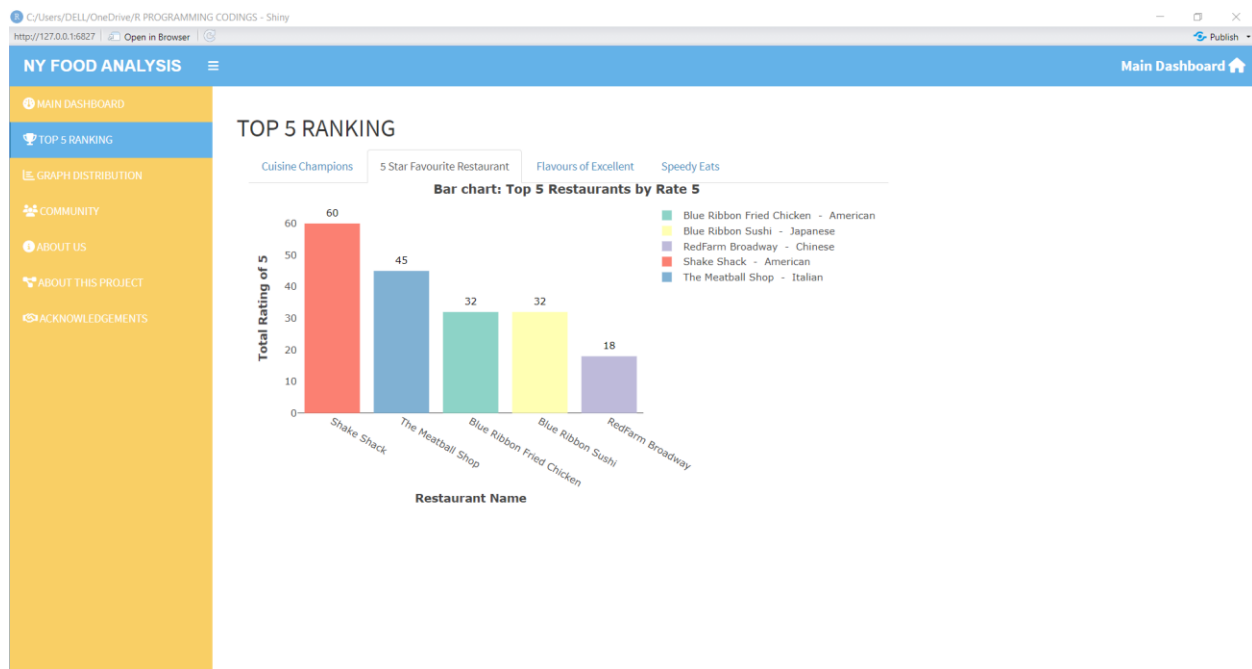 C:/Users/DELL/OneDrive/R PROGRAMMING CODINGS - Shiny
http://127.0.0.1:6827 Open in Browser Publish
NY FOOD ANALYSIS Main Dashboard
MAIN DASHBOARD
TOP 5 RANKING
GRAPH DISTRIBUTION
COMMUNITY
ABOUT US
ABOUT THIS PROJECT
ACKNOWLEDGEMENTS
TOP 5 RANKING
Cuisine Champions 5 Star Favourite Restaurant Flavours of Excellent Speedy Eats
Bar chart: Top 5 Restaurants by Rate 5
Total Rating of 5
60
50
40
30
20
10
0
60
45
32
32
18
Shake Shack
The Meatball Shop
Blue Ribbon Fried Chicken
Blue Ribbon Sushi
RedFarm Broadway
Restaurant Name
Blue Ribbon Fried Chicken - American
Blue Ribbon Sushi - Japanese
RedFarm Broadway - Chinese
Shake Shack - American
The Meatball Shop - Italian